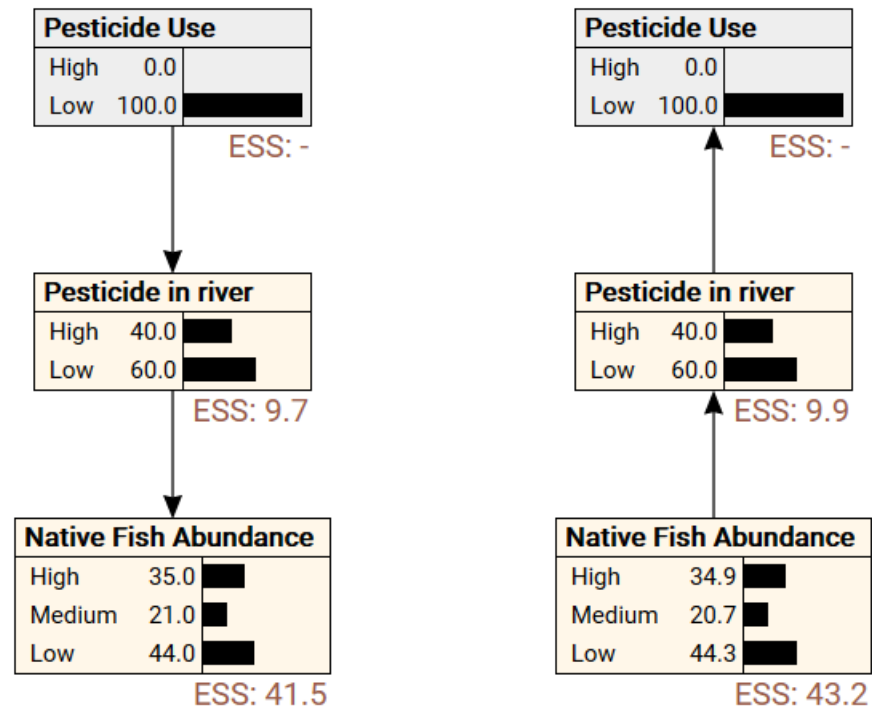 Pesticide Use
High 0.0
Low 100.0
ESS: -
Pesticide in river
High 40.0
Low 60.0
ESS: 9.7
Native Fish Abundance
High 35.0
Medium 21.0
Low 44.0
ESS: 41.5
Pesticide Use
High 0.0
Low 100.0
ESS: -
Pesticide in river
High 40.0
Low 60.0
ESS: 9.9
Native Fish Abundance
High 34.9
Medium 20.7
Low 44.3
ESS: 43.2